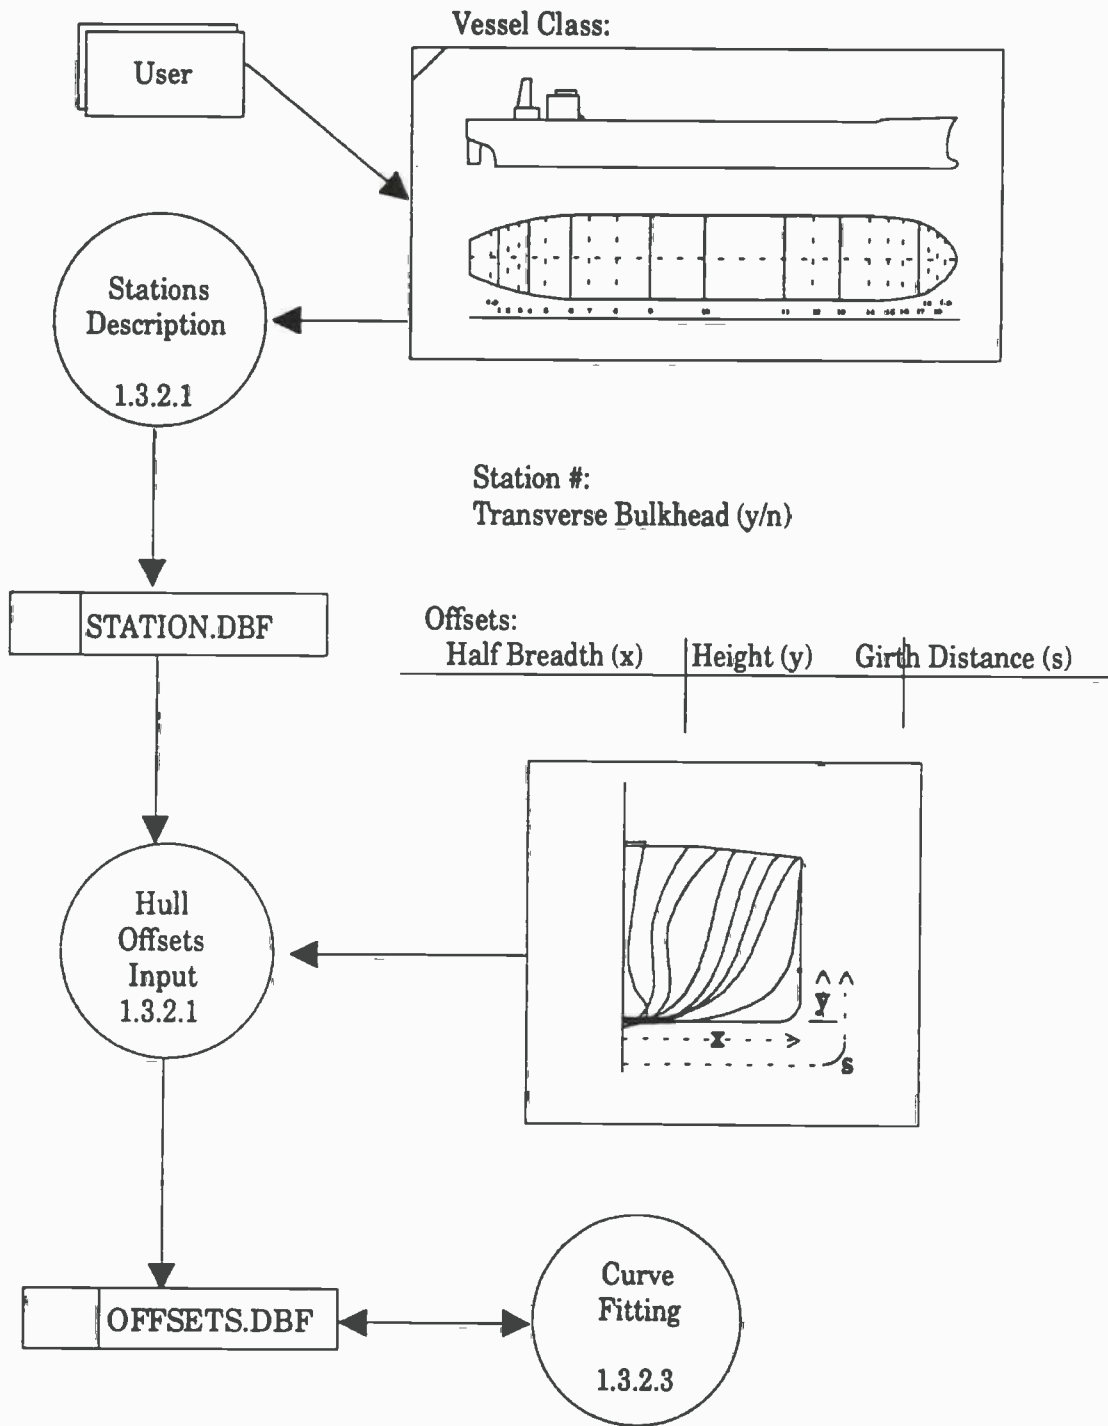 Vessel Class:
User
Stations
Description
1.3.2.1
Station #:
Transverse Bulkhead (y/n)
STATION.DBF
Offsets:
Half Breadth (x) Height (y) Girth Distance (s)
Hull
Offsets
Input
1.3.2.1
y
x
s
OFFSETS.DBF
Curve
Fitting
1.3.2.3